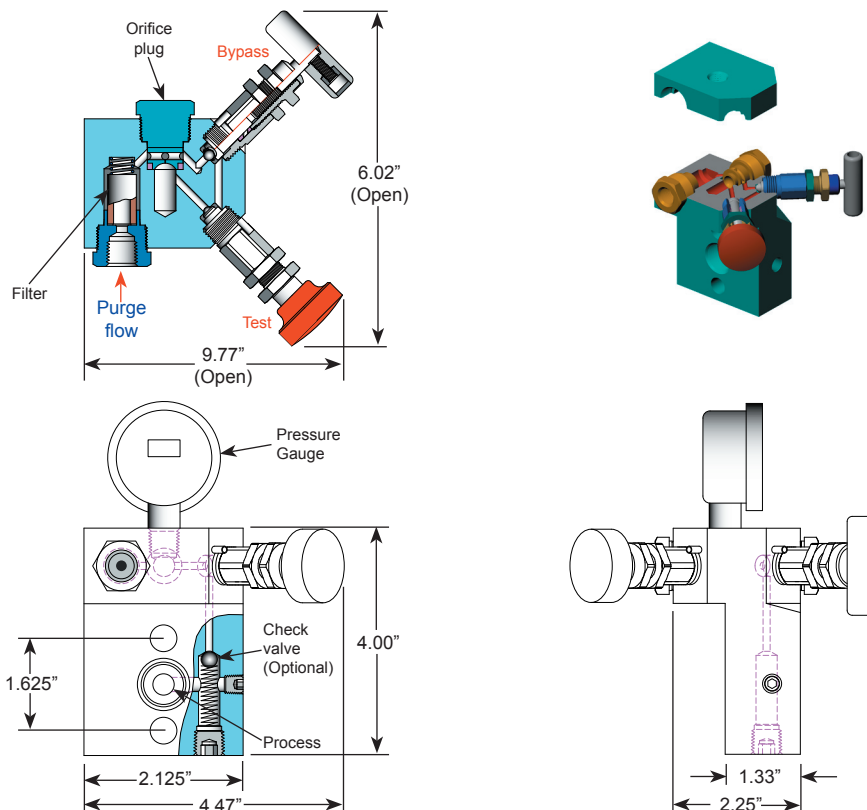 Orifice
plug
Bypass
6.02”
(Open)
Filter
Purge
flow
Test
9.77”
(Open)
Pressure
Gauge
Check
valve
(Optional)
4.00”
1.625”
Process
2.125”
4.47”
1.33”
2.25”